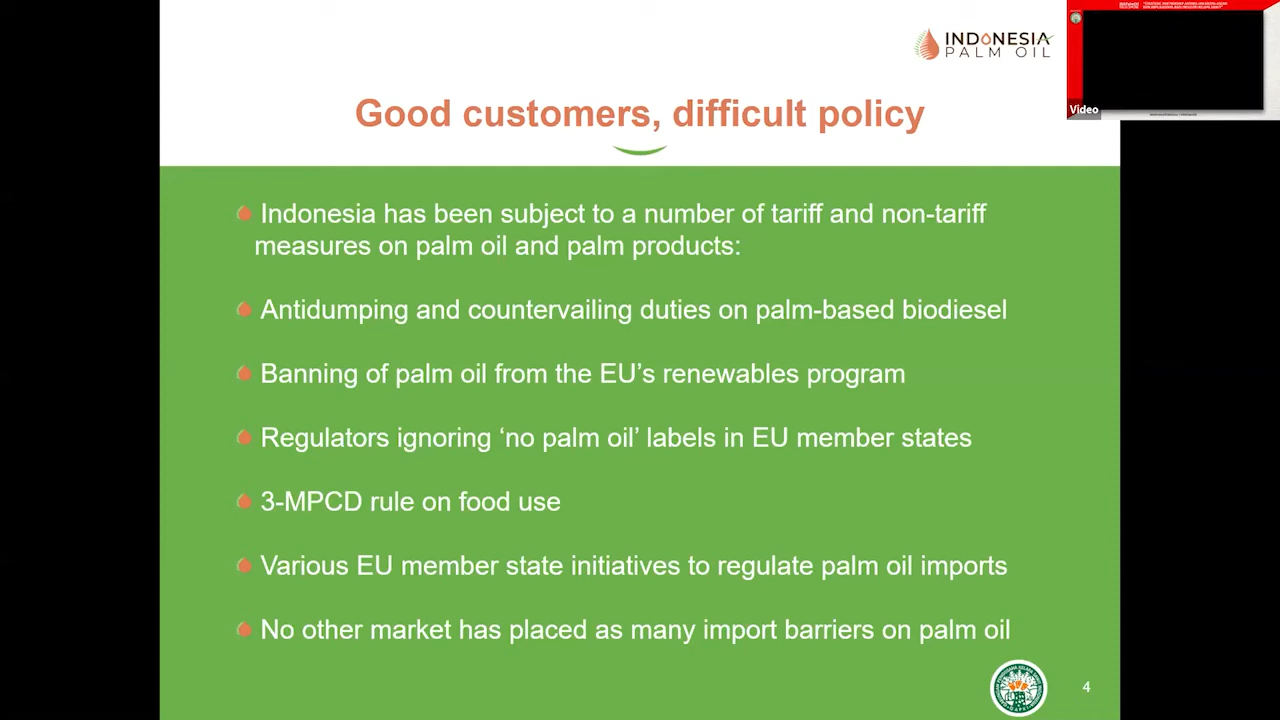 INDONESIA
PALM OIL
Video
Good customers, difficult policy
Indonesia has been subject to a number of tariff and non-tariff
measures on palm oil and palm products:
Antidumping and countervailing duties on palm-based biodiesel
Banning of palm oil from the EU’s renewables program
Regulators ignoring ‘no palm oil’ labels in EU member states
3-MPCD rule on food use
Various EU member state initiatives to regulate palm oil imports
No other market has placed as many import barriers on palm oil
4